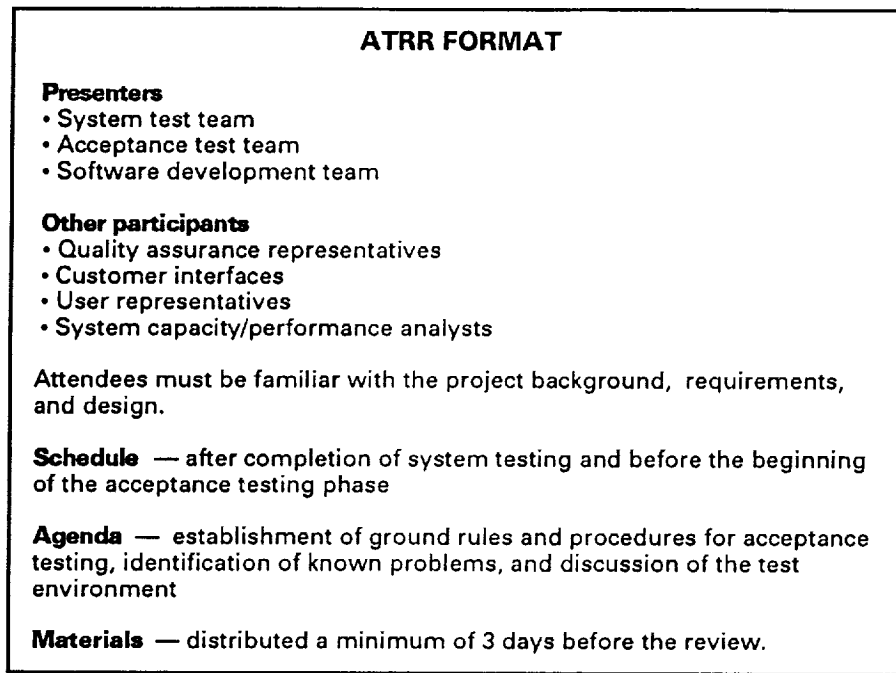 ATRR FORMAT
Presenters
• System test team
• Acceptance test team
• Software development team
Other participants
• Quality assurance representatives
• Customer interfaces
• User representatives
• System capacity/performance analysts
Attendees must be familiar with the project background, requirements,
and design.
Schedule — after completion of system testing and before the beginning
of the acceptance testing phase
Agenda — establishment of ground rules and procedures for acceptance
testing, identification of known problems, and discussion of the test
environment
Materials — distributed a minimum of 3 days before the review.